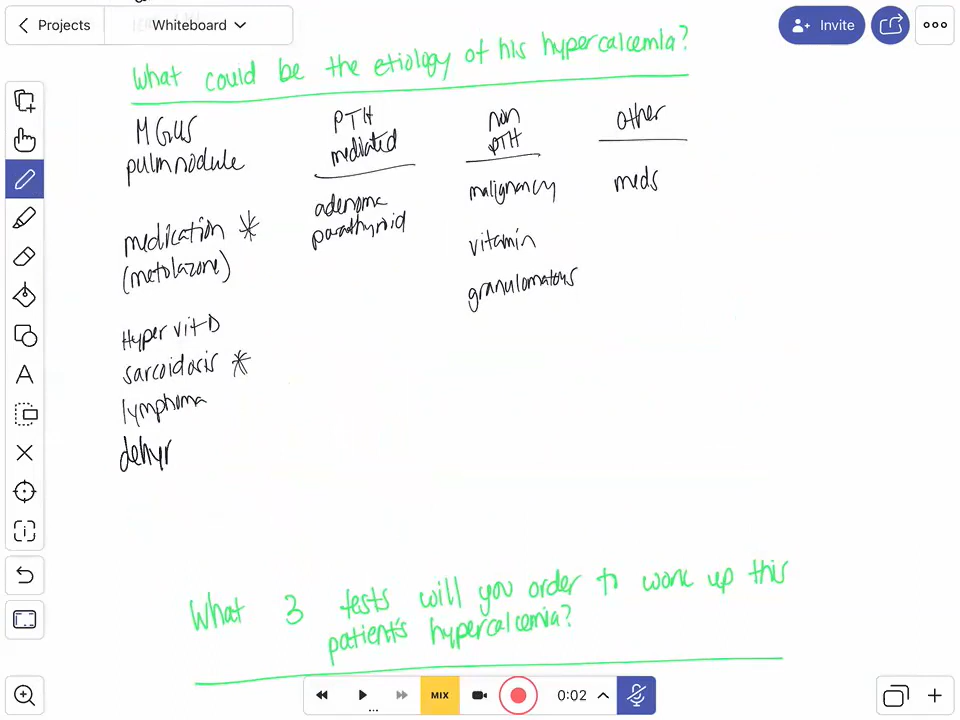 Projects
Whiteboard
Invite
What could be the etiology of his hypercalcemia?
MGUS
pulm nodule
medication *
(metolazone)
Hyper vit D
sarcoidosis *
lymphoma
dehyr
PTH
mediated
adenoma
parathyroid
non
PTH
malignancy
vitamin
granulomatous
other
meds
What 3 tests will you order to work up this
patient's hypercalcemia?
MIX
0:02